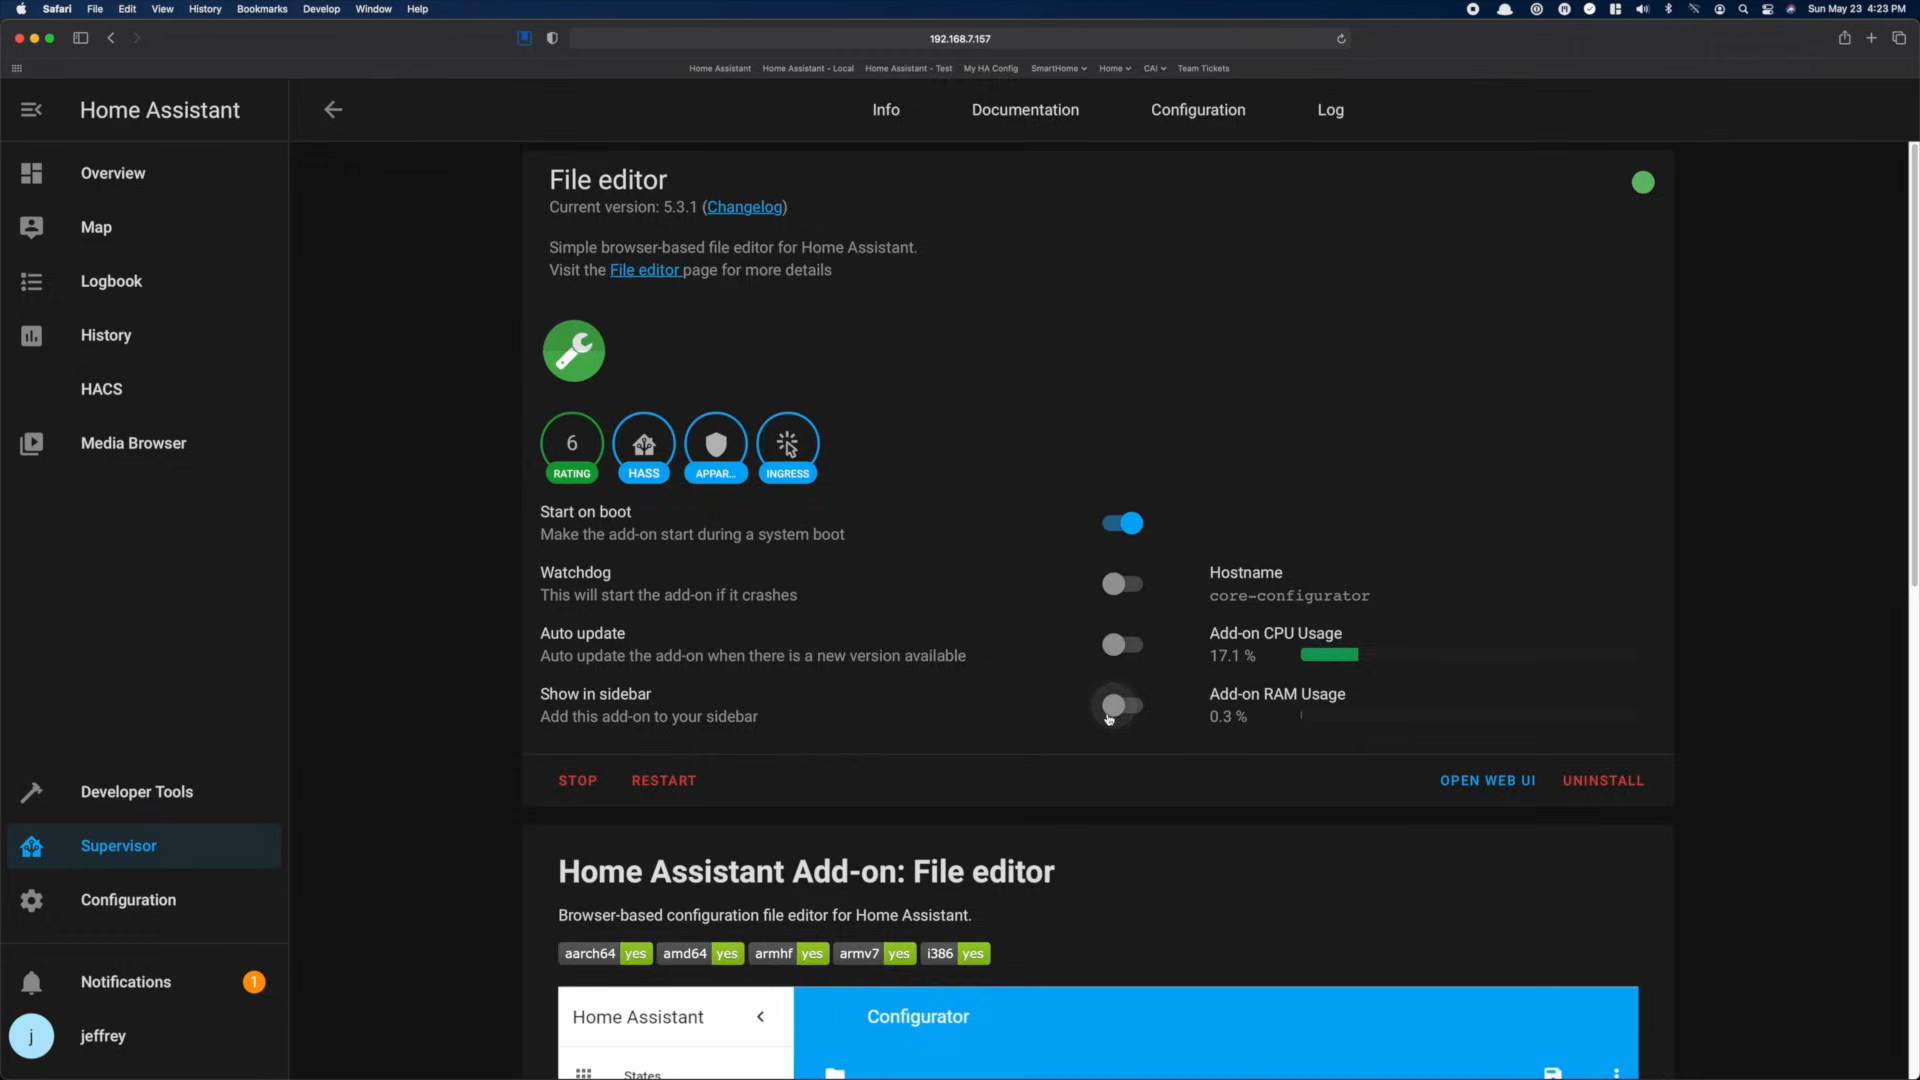 Safari File Edit View History Bookmarks Develop Window Help
Sun May 23 4:23 PM
192.168.7.157
Home Assistant Home Assistant - Local Home Assistant - Test My HA Config SmartHome Home CAI Team Tickets
Home Assistant
Info Documentation Configuration Log
Overview
Map
Logbook
History
HACS
Media Browser
Developer Tools
Supervisor
Configuration
Notifications 1
j jeffrey
File editor
Current version: 5.3.1 (Changelog)
Simple browser-based file editor for Home Assistant.
Visit the File editor page for more details
6
RATING HASS APPAR... INGRESS
Start on boot
Make the add-on start during a system boot
Watchdog
This will start the add-on if it crashes
Auto update
Auto update the add-on when there is a new version available
Show in sidebar
Add this add-on to your sidebar
Hostname
core-configurator
Add-on CPU Usage
17.1 %
Add-on RAM Usage
0.3 %
STOP RESTART OPEN WEB UI UNINSTALL
Home Assistant Add-on: File editor
Browser-based configuration file editor for Home Assistant.
aarch64 yes amd64 yes armhf yes armv7 yes i386 yes
Home Assistant Configurator
States